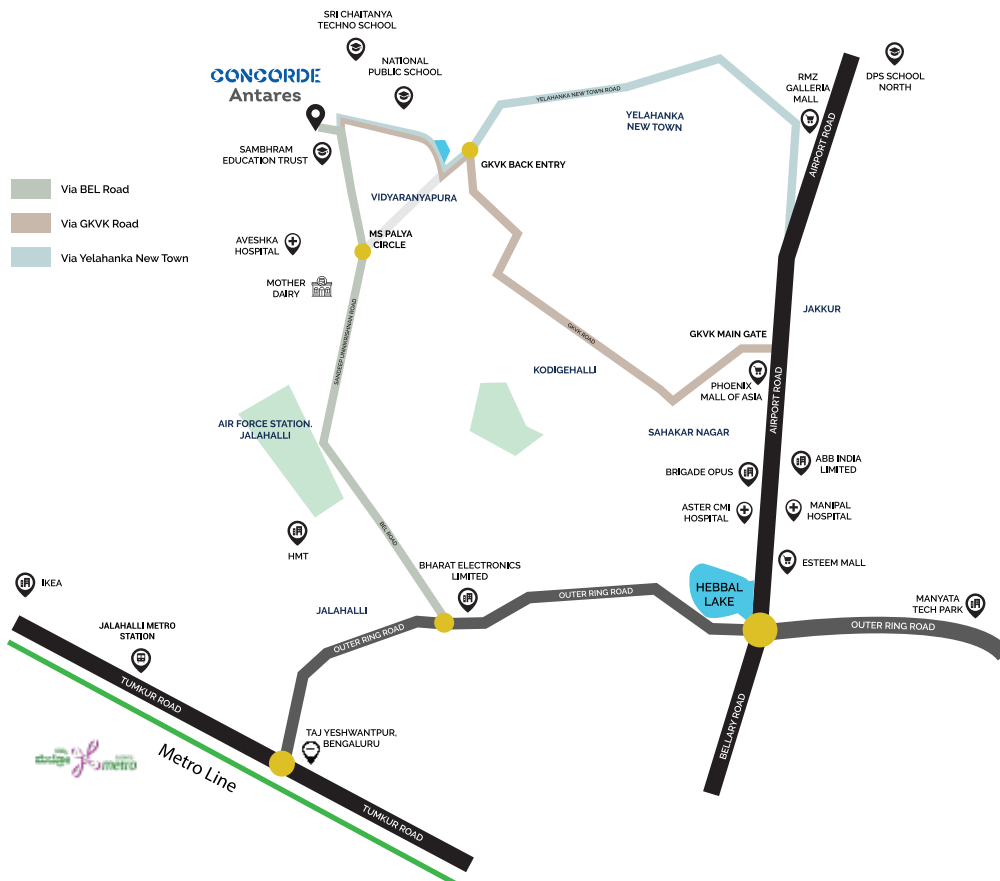 SRI CHAITANYA
TECHNO SCHOOL
NATIONAL
PUBLIC SCHOOL
CONCORDE
Antares
SAMBHRAM
EDUCATION TRUST
DPS SCHOOL
NORTH
RMZ
GALLERIA
MALL
YELAHANKA NEW TOWN ROAD
YELAHANKA
NEW TOWN
AIRPORT ROAD
GKVK BACK ENTRY
Via BEL Road
Via GKVK Road
Via Yelahanka New Town
VIDYARANYAPURA
MS PALYA
CIRCLE
AVESHKA
HOSPITAL
MOTHER
DAIRY
SANDEEP UNNIKRISHNAN ROAD
GKVK ROAD
JAKKUR
GKVK MAIN GATE
KODIGEHALLI
PHOENIX
MALL OF ASIA
AIRPORT ROAD
AIR FORCE STATION.
JALAHALLI
SAHAKAR NAGAR
BRIGADE OPUS
ABB INDIA
LIMITED
ASTER CMI
HOSPITAL
MANIPAL
HOSPITAL
BEL ROAD
HMT
BHARAT ELECTRONICS
LIMITED
ESTEEM MALL
IKEA
HEBBAL
LAKE
OUTER RING ROAD
MANYATA
TECH PARK
JALAHALLI
JALAHALLI METRO
STATION
OUTER RING ROAD
OUTER RING ROAD
TUMKUR ROAD
BELLARY ROAD
TAJ YESHWANTPUR,
BENGALURU
metro
Metro Line
TUMKUR ROAD